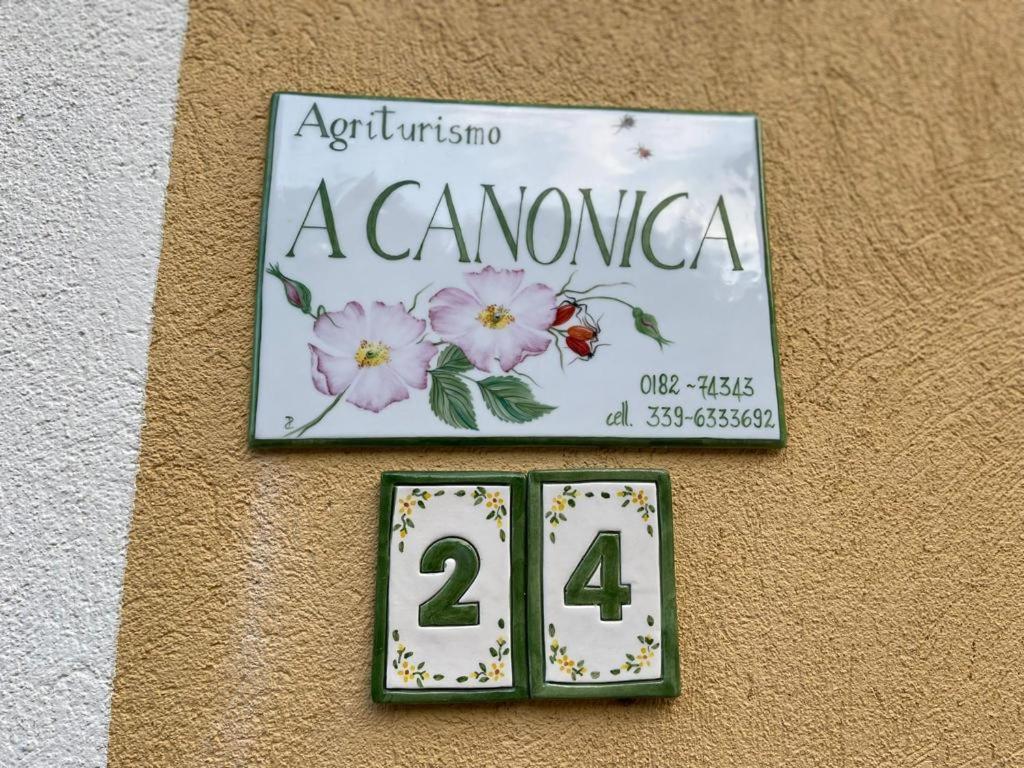 Agriturismo
A CANONICA
0182 ~ 74343
cell. 339-6333692
24